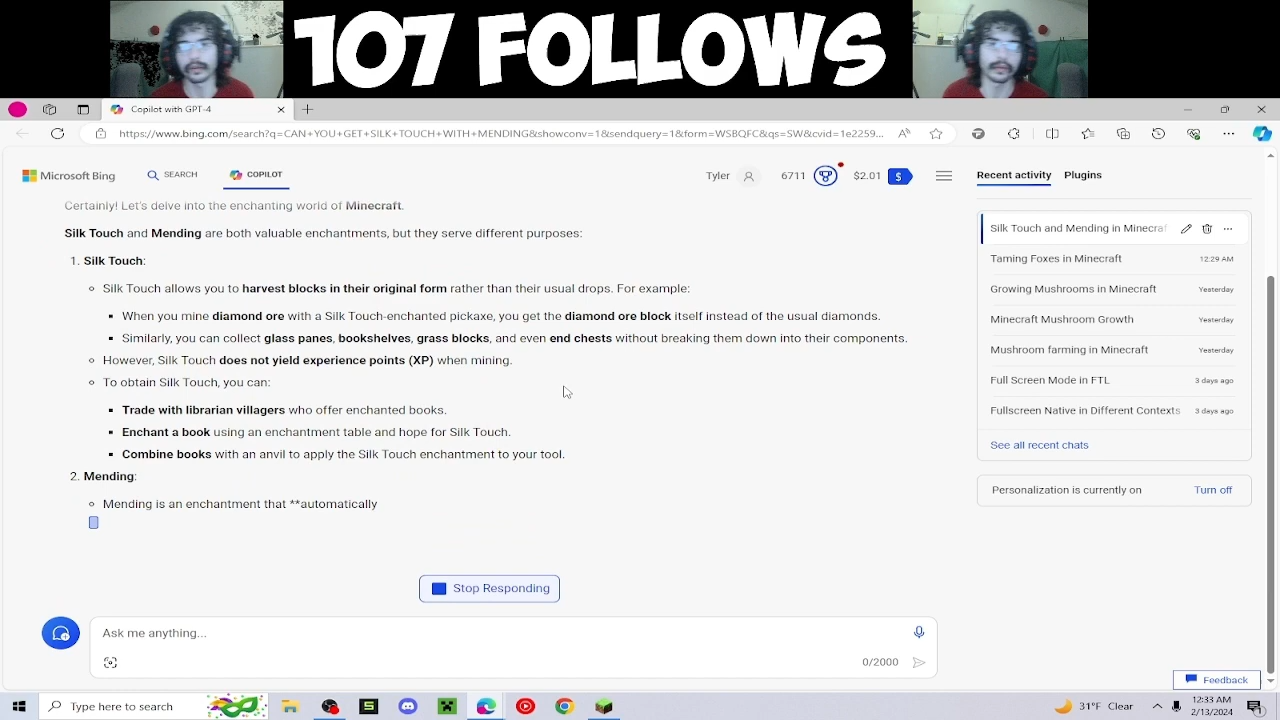 107 FOLLOWS
Copilot with GPT-4
https://www.bing.com/search?q=CAN+YOU+GET+SILK+TOUCH+WITH+MENDING&showconv=1&sendquery=1&form=WSBQFC&qs=SW&cvid=1e2259...
Microsoft Bing
SEARCH
COPILOT
Tyler
6711
$2.01
Recent activity
Plugins
Certainly! Let's delve into the enchanting world of Minecraft.
Silk Touch and Mending are both valuable enchantments, but they serve different purposes:
1. Silk Touch:
Silk Touch allows you to harvest blocks in their original form rather than their usual drops. For example:
When you mine diamond ore with a Silk Touch-enchanted pickaxe, you get the diamond ore block itself instead of the usual diamonds.
Similarly, you can collect glass panes, bookshelves, grass blocks, and even end chests without breaking them down into their components.
However, Silk Touch does not yield experience points (XP) when mining.
To obtain Silk Touch, you can:
Trade with librarian villagers who offer enchanted books.
Enchant a book using an enchantment table and hope for Silk Touch.
Combine books with an anvil to apply the Silk Touch enchantment to your tool.
2. Mending:
Mending is an enchantment that **automatically
Stop Responding
Ask me anything...
0/2000
Silk Touch and Mending in Minecraf
Taming Foxes in Minecraft 12:29 AM
Growing Mushrooms in Minecraft Yesterday
Minecraft Mushroom Growth Yesterday
Mushroom farming in Minecraft Yesterday
Full Screen Mode in FTL 3 days ago
Fullscreen Native in Different Contexts 3 days ago
See all recent chats
Personalization is currently on Turn off
Feedback
Type here to search
31°F Clear
12:33 AM
2/13/2024